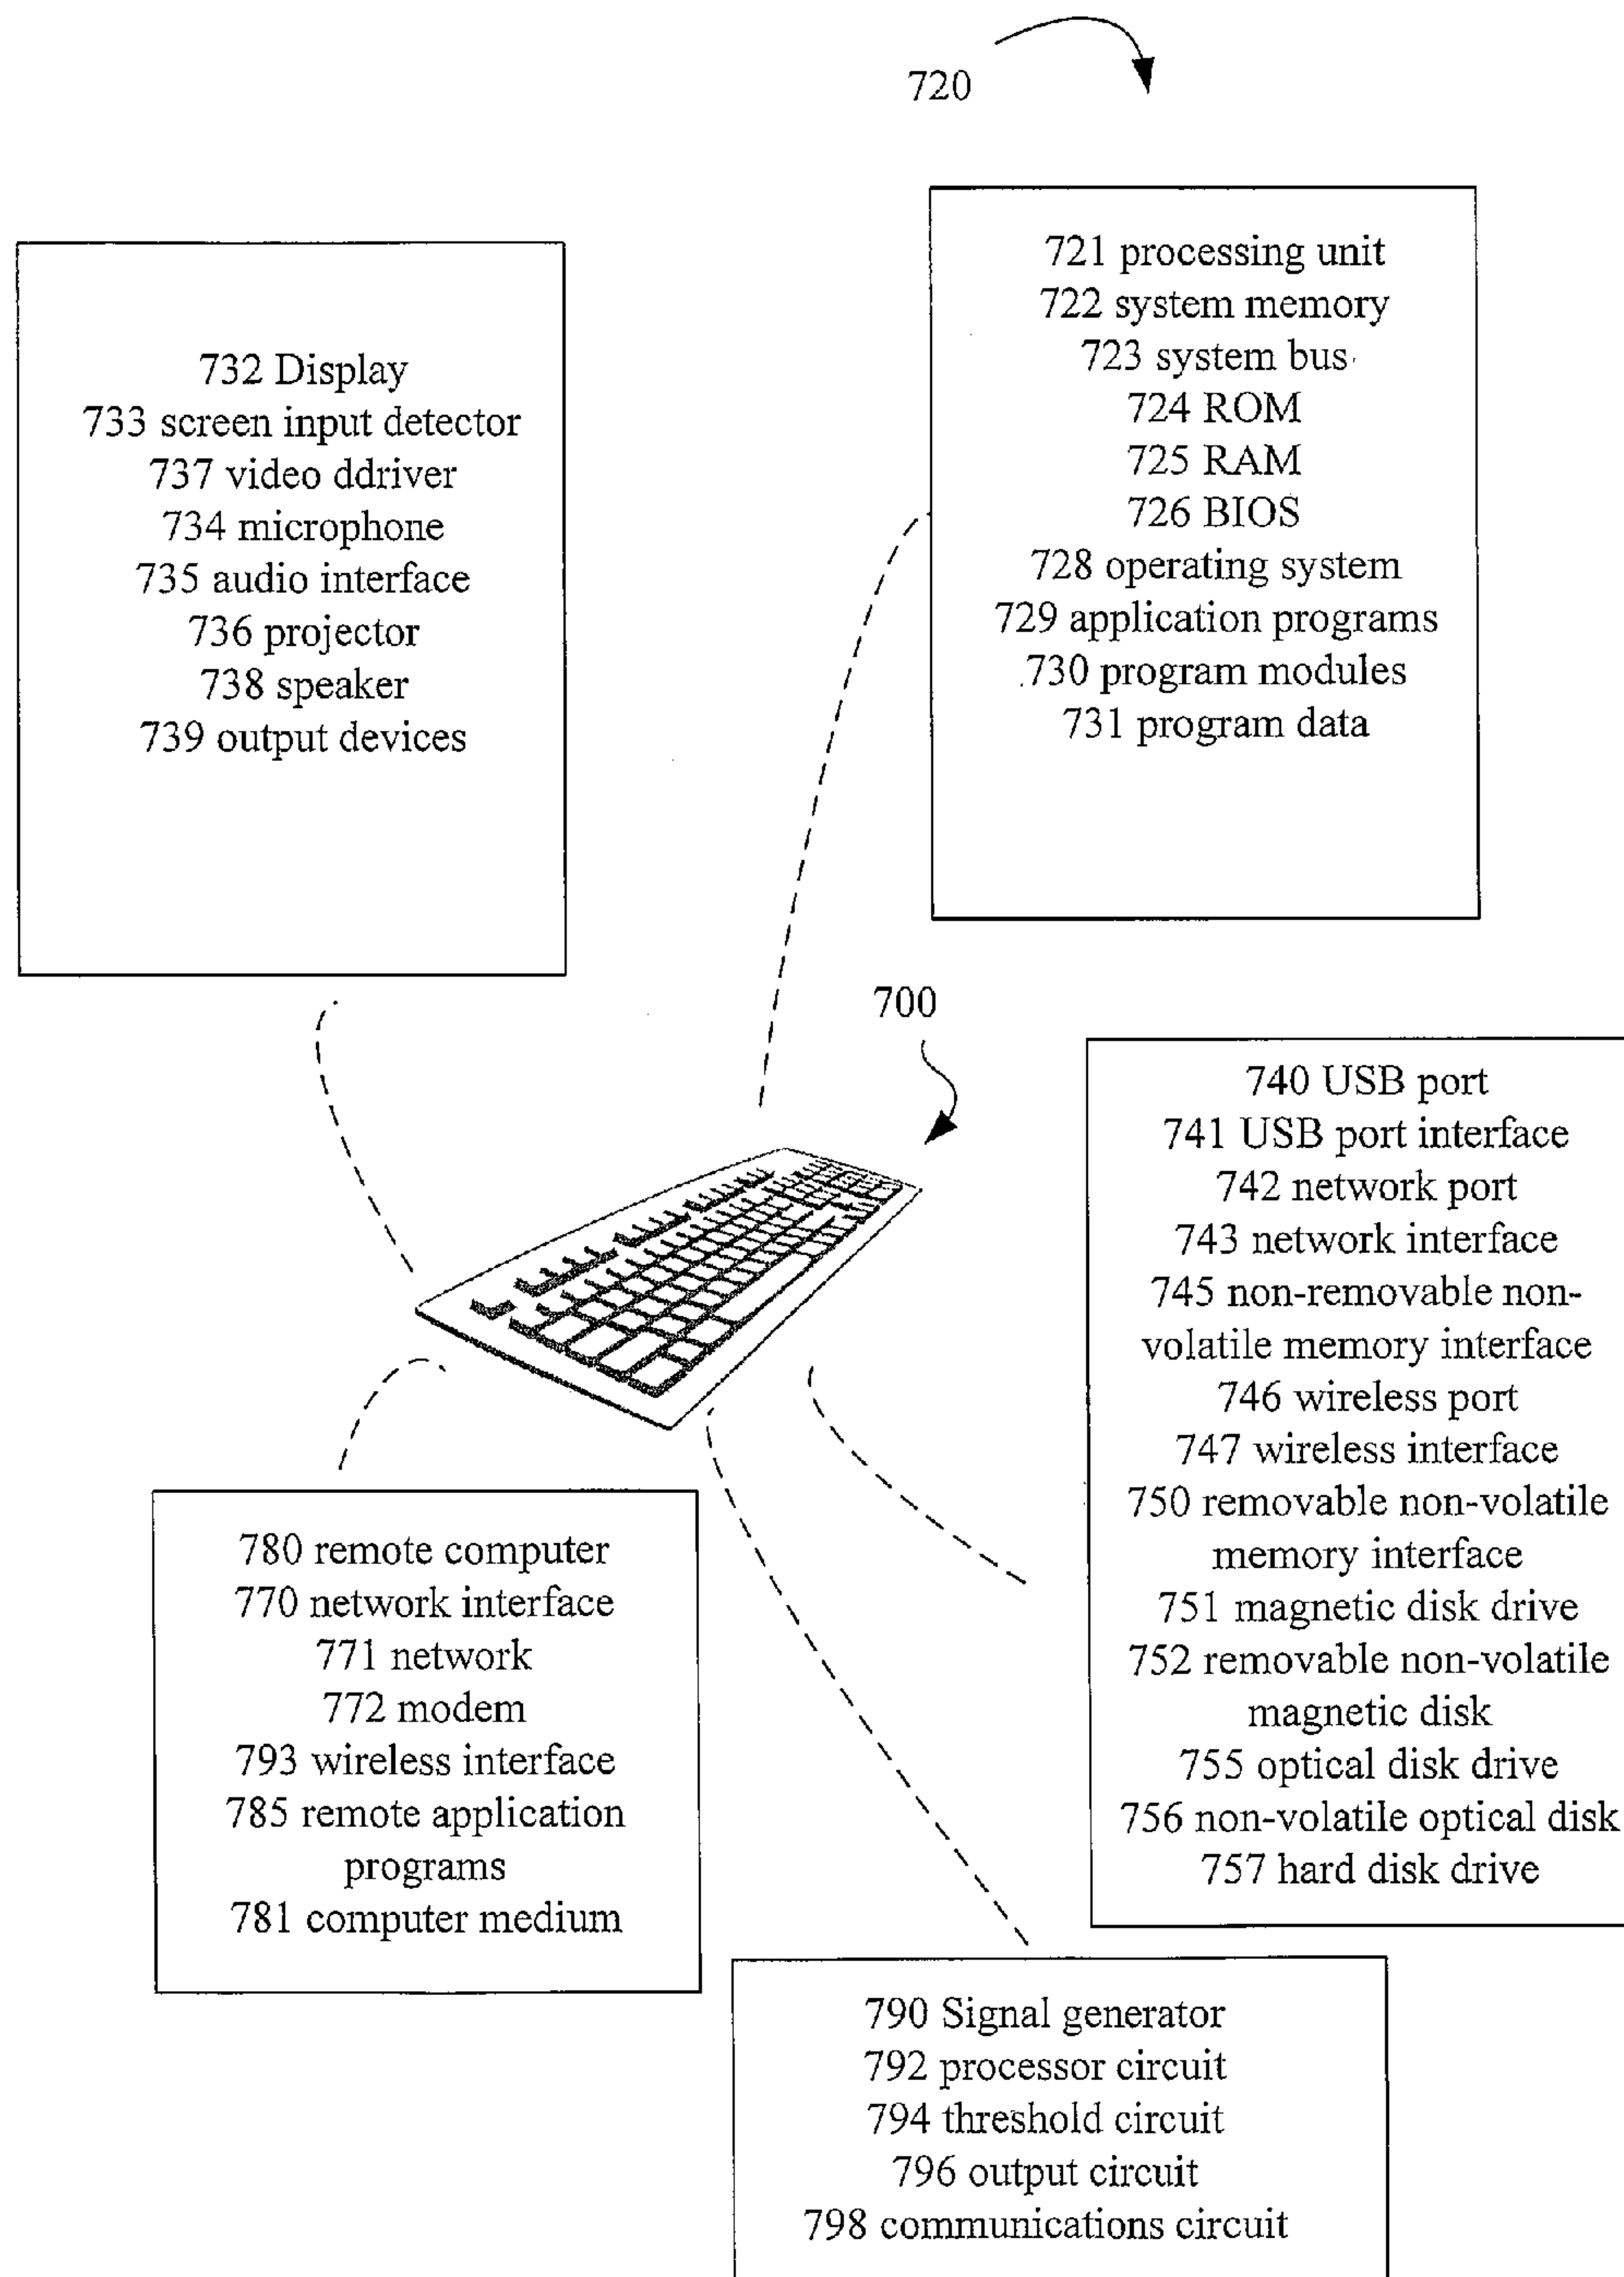 720
732 Display
733 screen input detector
737 video ddriver
734 microphone
735 audio interface
736 projector
738 speaker
739 output devices
721 processing unit
722 system memory
723 system bus
724 ROM
725 RAM
726 BIOS
728 operating system
729 application programs
730 program modules
731 program data
700
740 USB port
741 USB port interface
742 network port
743 network interface
745 non-removable non-
volatile memory interface
746 wireless port
747 wireless interface
750 removable non-volatile
memory interface
751 magnetic disk drive
752 removable non-volatile
magnetic disk
755 optical disk drive
756 non-volatile optical disk
757 hard disk drive
780 remote computer
770 network interface
771 network
772 modem
793 wireless interface
785 remote application
programs
781 computer medium
790 Signal generator
792 processor circuit
794 threshold circuit
796 output circuit
798 communications circuit